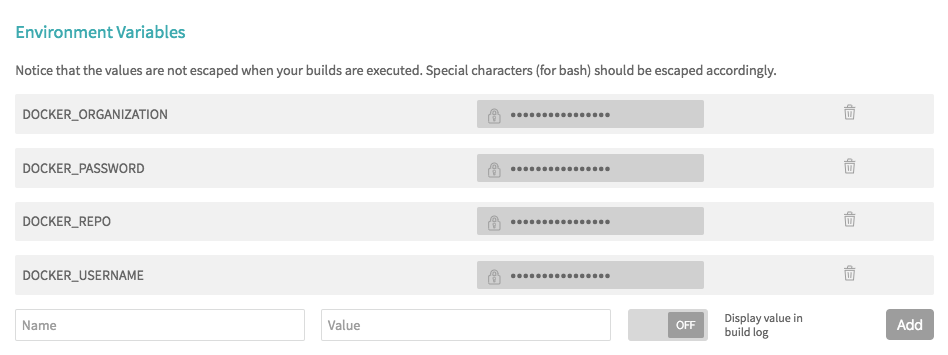 Environment Variables
Notice that the values are not escaped when your builds are executed. Special characters (for bash) should be escaped accordingly.
DOCKER_ORGANIZATION ••••••••••••••••
DOCKER_PASSWORD ••••••••••••••••
DOCKER_REPO ••••••••••••••••
DOCKER_USERNAME ••••••••••••••••
Name Value OFF Display value in
build log
Add